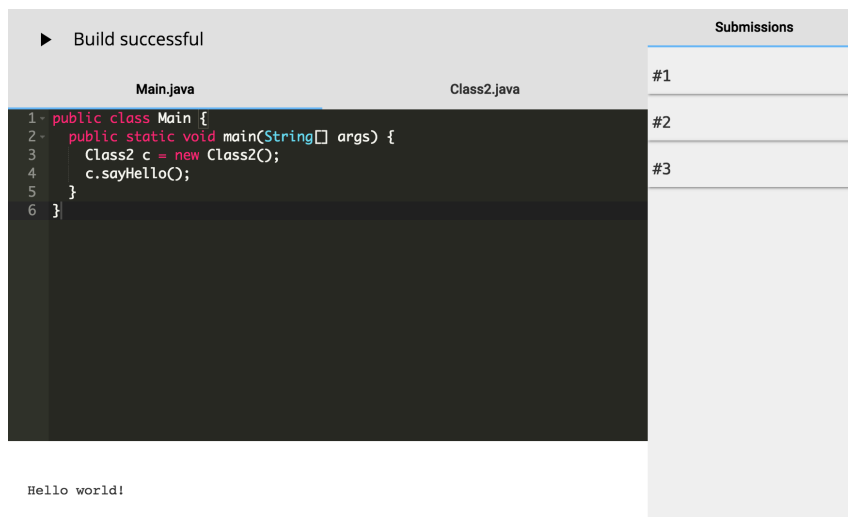 Build successful
Main.java
Class2.java
1 public class Main {
2   public static void main(String[] args) {
3     Class2 c = new Class2();
4     c.sayHello();
5   }
6 }
Hello world!
Submissions
#1
#2
#3